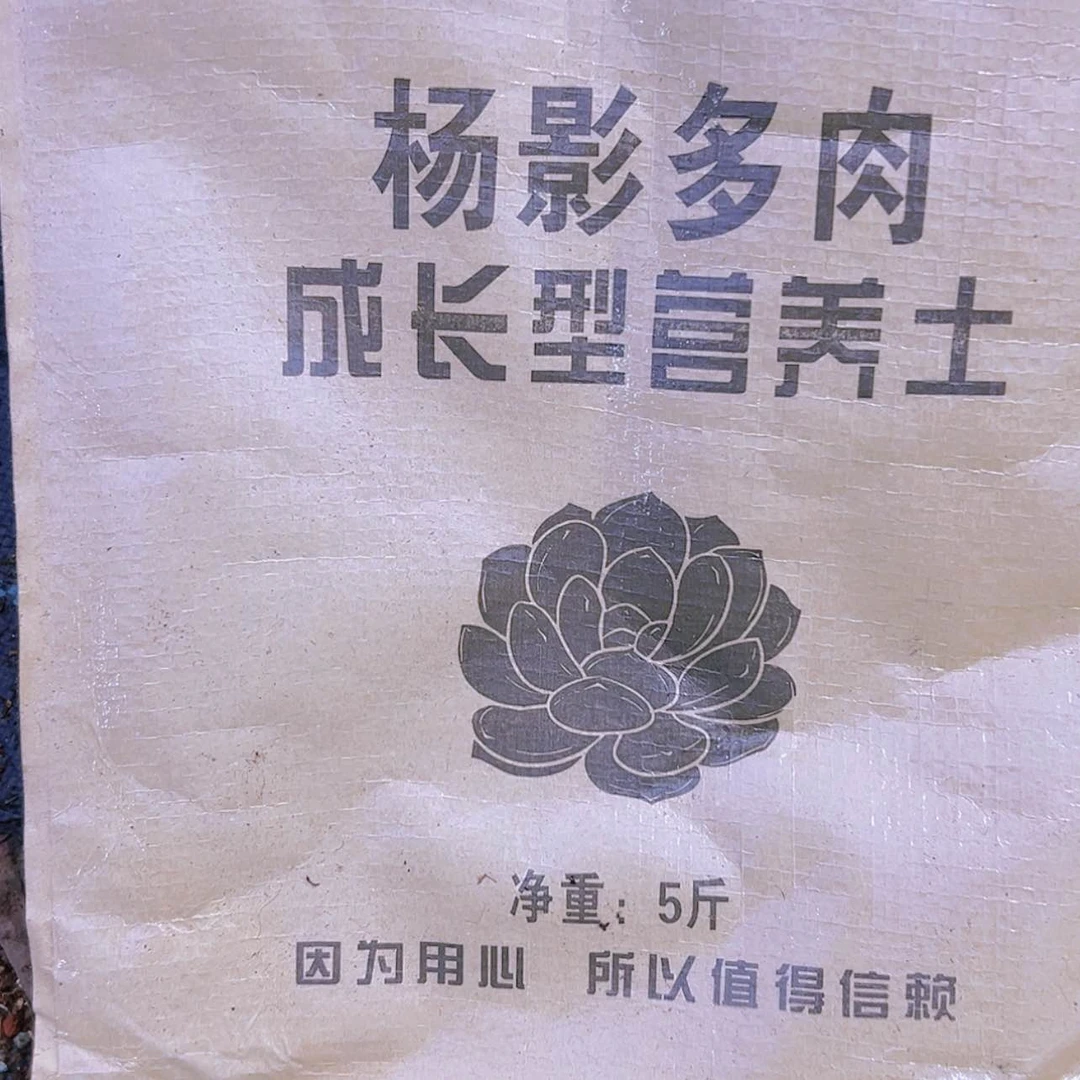 杨影多肉
成长型营养土
净重：5斤
因为用心 所以值得信赖